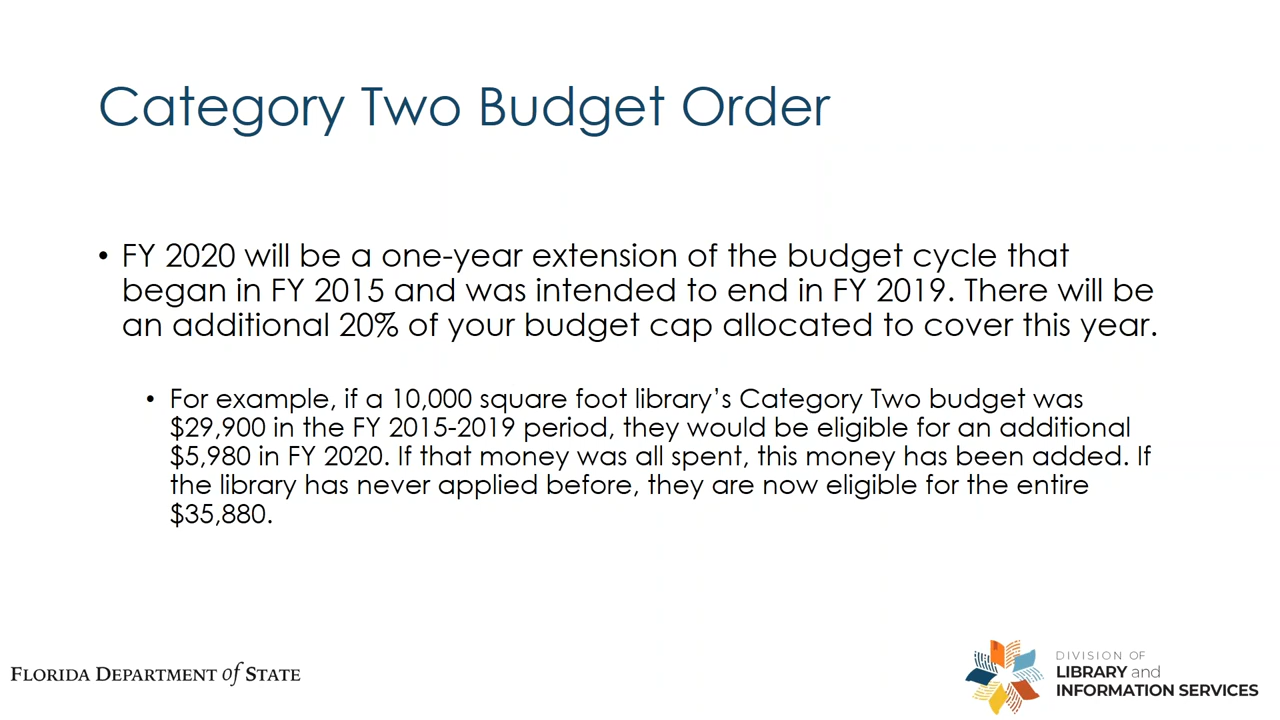 Category Two Budget Order
• FY 2020 will be a one-year extension of the budget cycle that
began in FY 2015 and was intended to end in FY 2019. There will be
an additional 20% of your budget cap allocated to cover this year.
• For example, if a 10,000 square foot library’s Category Two budget was
$29,900 in the FY 2015-2019 period, they would be eligible for an additional
$5,980 in FY 2020. If that money was all spent, this money has been added. If
the library has never applied before, they are now eligible for the entire
$35,880.
FLORIDA DEPARTMENT of STATE
DIVISION OF
LIBRARY and
INFORMATION SERVICES